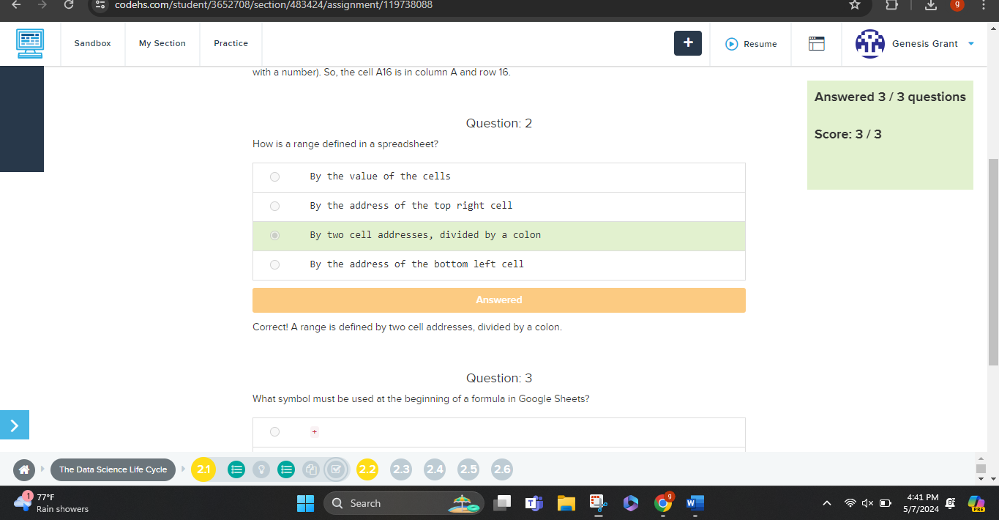 codehs.com/student/3652708/section/483424/assignment/119738088
g
Sandbox
My Section
Practice
+
Resume
Genesis Grant
with a number). So, the cell A16 is in column A and row 16.
Answered 3 / 3 questions
Score: 3 / 3
Question: 2
How is a range defined in a spreadsheet?
By the value of the cells
By the address of the top right cell
By two cell addresses, divided by a colon
By the address of the bottom left cell
Answered
Correct! A range is defined by two cell addresses, divided by a colon.
Question: 3
What symbol must be used at the beginning of a formula in Google Sheets?
+
The Data Science Life Cycle
2.1
2.2
2.3
2.4
2.5
2.6
1
77°F
Rain showers
Search
T
g
W
4:41 PM
5/7/2024
PRE